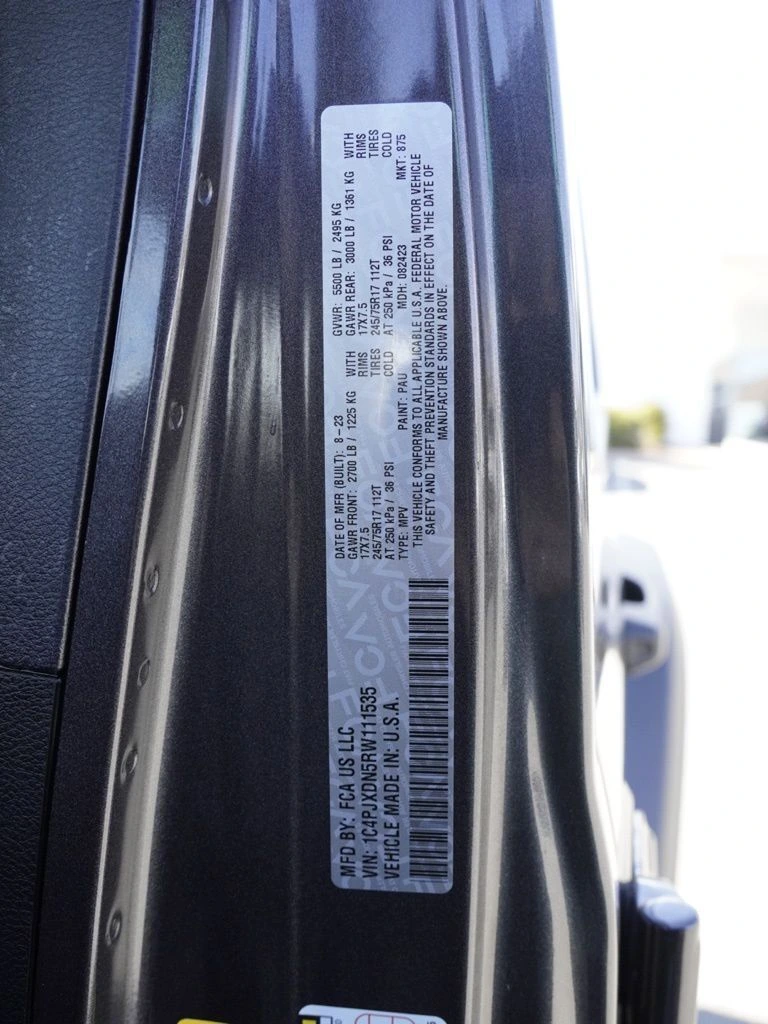 MFD BY: FCA US LLC
VIN: 1C4PJXDN5RW111535
VEHICLE MADE IN: U.S.A.
DATE OF MFR (BUILT): 8-23 GVWR: 5500 LB / 2495 KG
GAWR FRONT: 2700 LB / 1225 KG WITH GAWR REAR: 3000 LB / 1361 KG WITH
17X7.5 RIMS 17X7.5 RIMS
245/75R17 112T TIRES 245/75R17 112T TIRES
AT 250 kPa / 36 PSI COLD AT 250 kPa / 36 PSI COLD
TYPE: MPV PAINT: PAU MDH: 082423 MKT: 875
THIS VEHICLE CONFORMS TO ALL APPLICABLE U.S.A. FEDERAL MOTOR VEHICLE
SAFETY AND THEFT PREVENTION STANDARDS IN EFFECT ON THE DATE OF
MANUFACTURE SHOWN ABOVE.